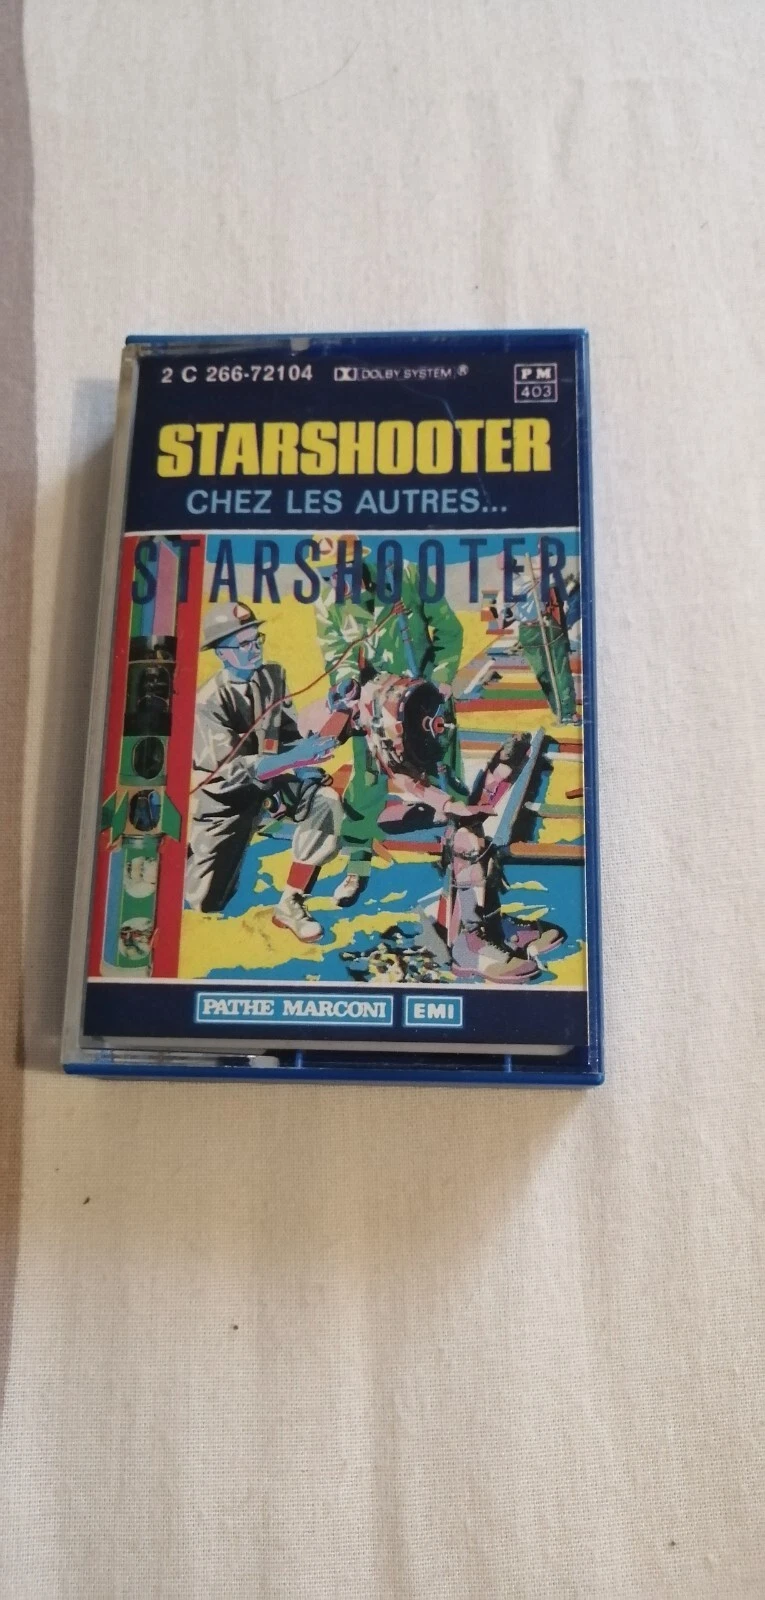 2 C 266-72104 DOLBY SYSTEM ® PM
403
STARSHOOTER
CHEZ LES AUTRES...
STARSHOOTER
PATHE MARCONI EMI